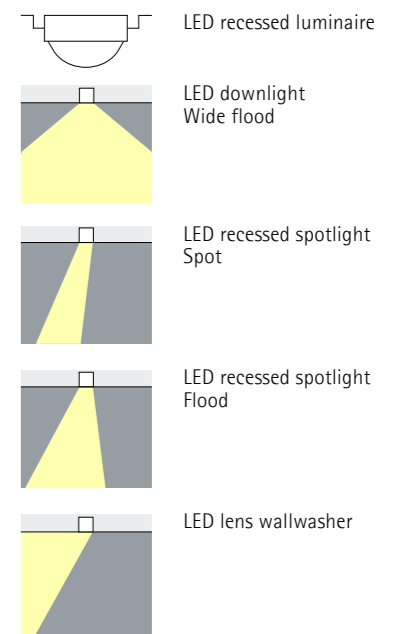 LED recessed luminaire
LED downlight
Wide flood
LED recessed spotlight
Spot
LED recessed spotlight
Flood
LED lens wallwasher